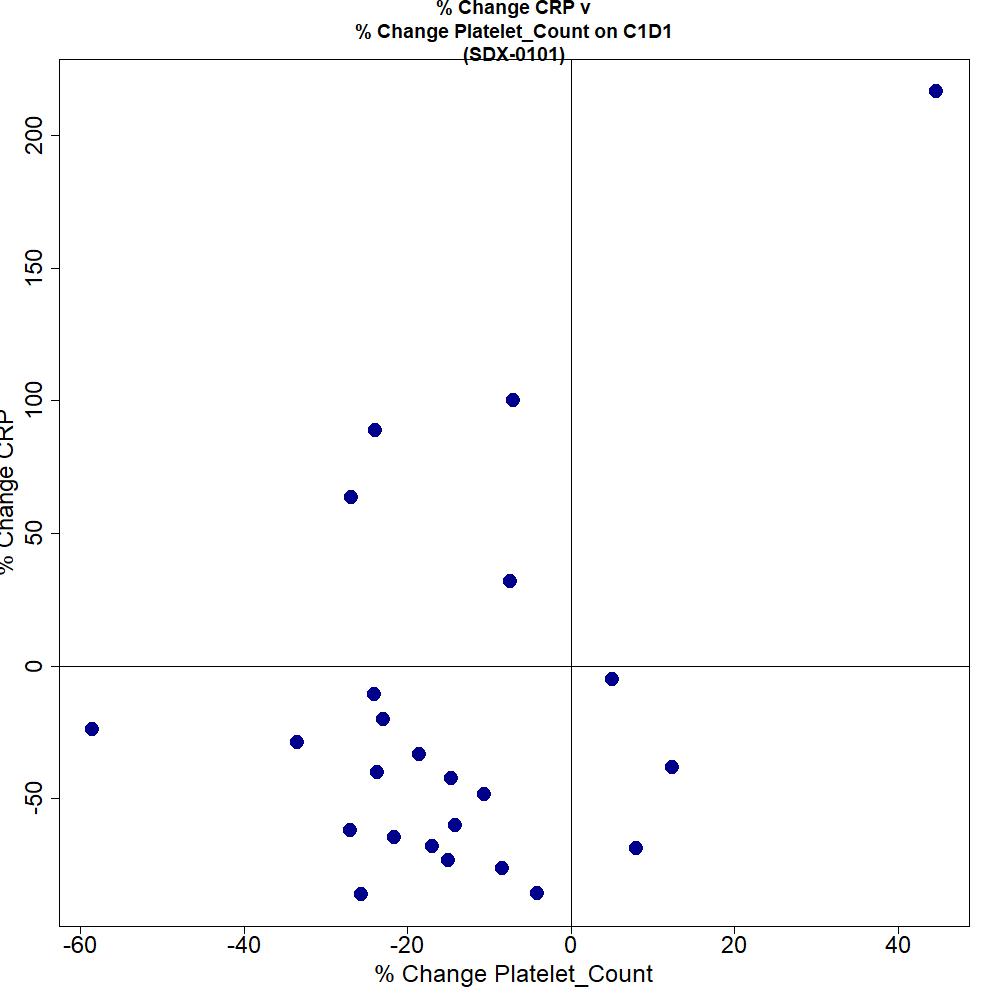 % Change CRP v
% Change Platelet_Count on C1D1
(SDX-0101)
% Change CRP
200
150
100
50
0
-50
-60
-40
-20
0
20
40
% Change Platelet_Count